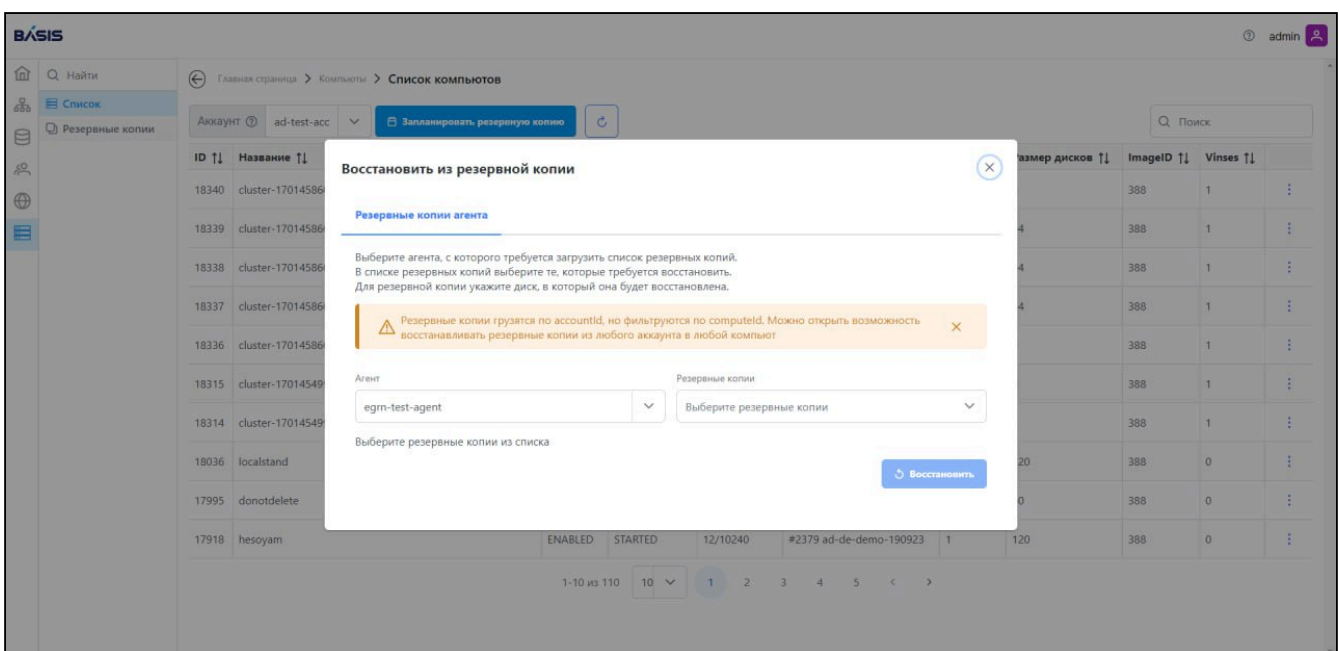 BASIS
admin
Найти
Главная страница > Компьюты > Список компьютов
Список
Аккаунт ad-test-acc Запланировать резервную копию Поиск
Резервные копии
ID Название азмер дисков ImageID Vinses
Восстановить из резервной копии
18340 cluster-17014586 388 1
Резервные копии агента
18339 cluster-17014586 4 388 1
Выберите агента, с которого требуется загрузить список резервных копий.
В списке резервных копий выберите те, которые требуется восстановить.
Для резервной копии укажите диск, в который она будет восстановлена.
18338 cluster-17014586 4 388 1
18337 cluster-17014586 4 388 1
Резервные копии грузятся по accountId, но фильтруются по computeId. Можно открыть возможность
восстанавливать резервные копии из любого аккаунта в любой компьют
18336 cluster-17014586 388 1
Агент Резервные копии
18315 cluster-17014549 388 1
egrn-test-agent Выберите резервные копии
18314 cluster-17014549 388 1
Выберите резервные копии из списка
18036 localstand 20 388 0
Восстановить
17995 donotdelete 0 388 0
17918 hesoyam ENABLED STARTED 12/10240 #2379 ad-de-demo-190923 1 120 388 0
1-10 из 110 10 1 2 3 4 5 < >